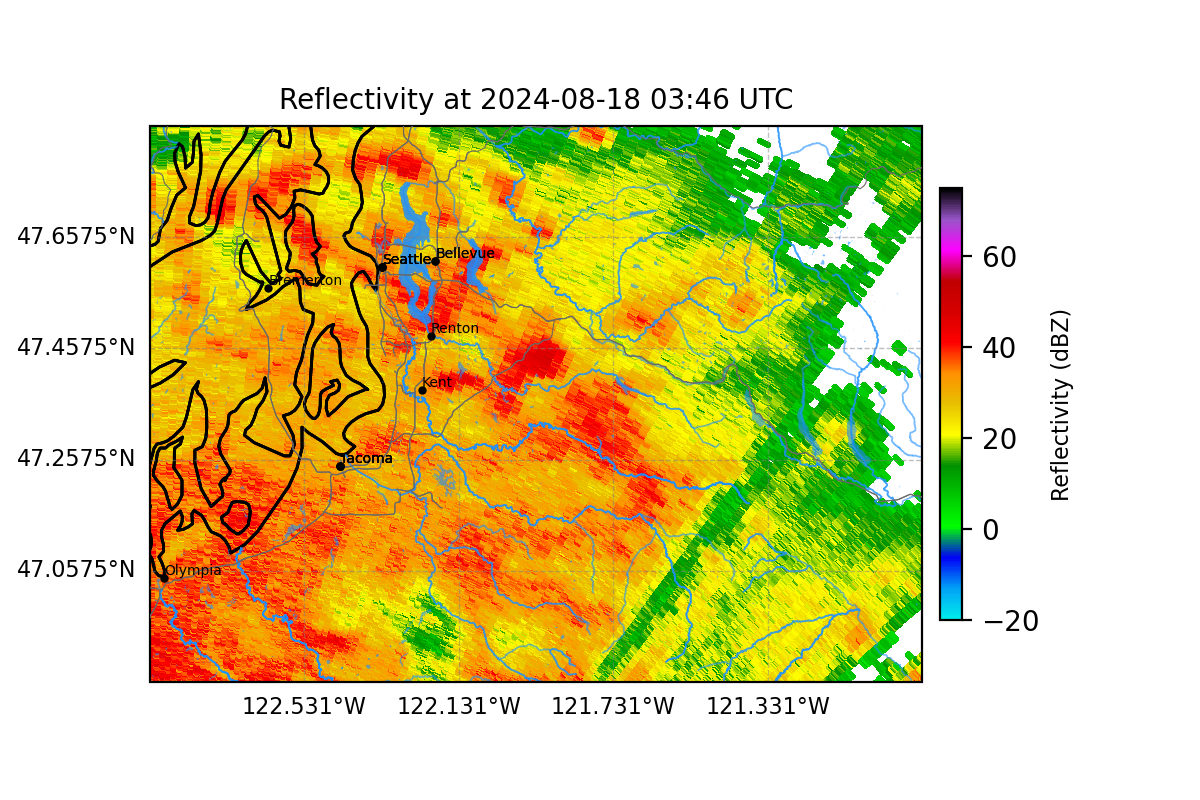 Reflectivity at 2024-08-18 03:46 UTC
47.6575°N
47.4575°N
47.2575°N
47.0575°N
Seattle
Bellevue
Bremerton
Renton
Kent
Tacoma
Olympia
122.531°W
122.131°W
121.731°W
121.331°W
60
40
20
0
−20
Reflectivity (dBZ)